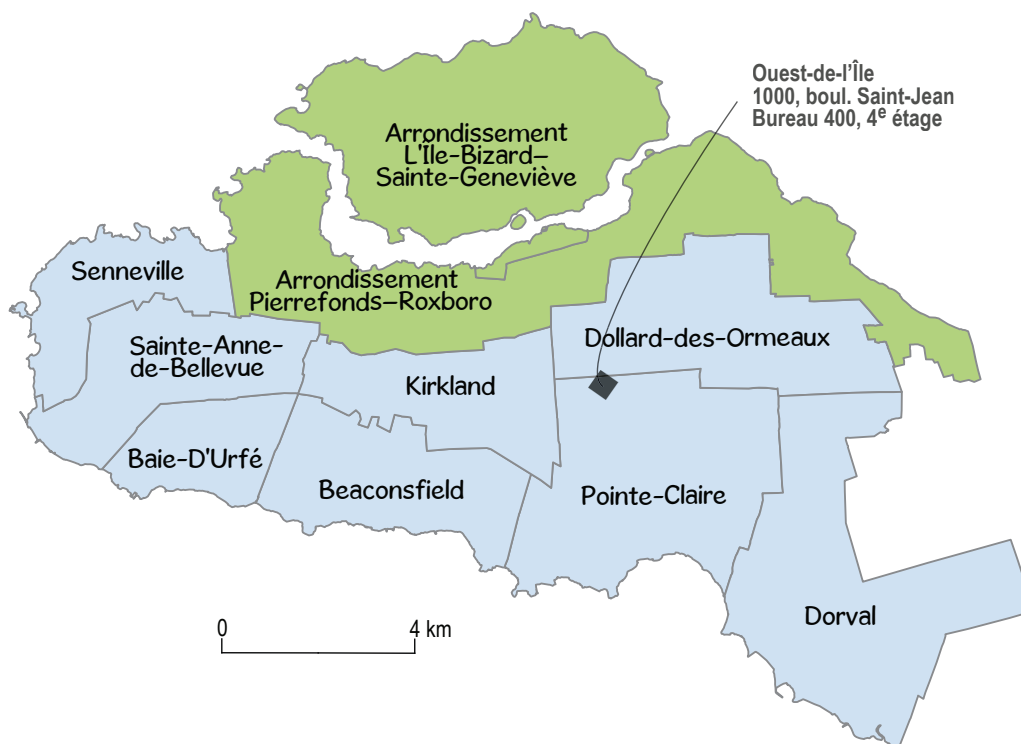 Ouest-de-l'Île
1000, boul. Saint-Jean
Bureau 400, 4e étage
Arrondissement
L'Île-Bizard–
Sainte-Geneviève
Senneville
Arrondissement
Pierrefonds–Roxboro
Sainte-Anne-
de-Bellevue
Dollard-des-Ormeaux
Kirkland
Baie-D'Urfé
Beaconsfield
Pointe-Claire
Dorval
0
4 km